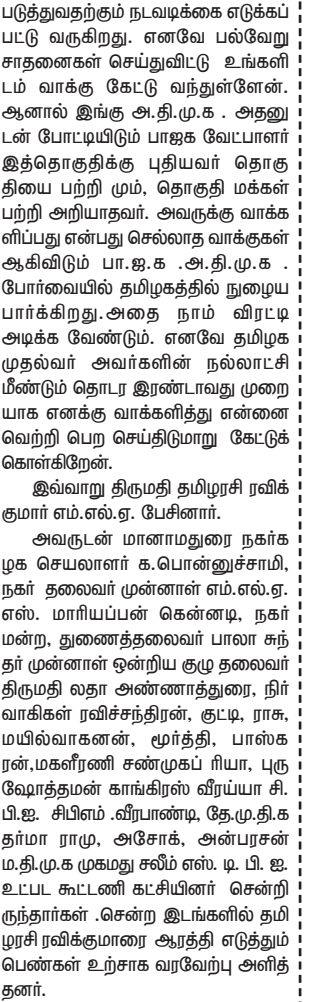 படுத்துவதற்கும் நடவடிக்கை எடுக்கப்
பட்டு வருகிறது. எனவே பல்வேறு
சாதனைகள் செய்துவிட்டு உங்களி
டம் வாக்கு கேட்டு வந்துள்ளேன்.
ஆனால் இங்கு அ.தி.மு.க . அதனு
டன் போட்டியிடும் பாஜக வேட்பாளர்
இத்தொகுதிக்கு புதியவர் தொகு
தியை பற்றி மும், தொகுதி மக்கள்
பற்றி அறியாதவர். அவருக்கு வாக்க
ளிப்பது என்பது செல்லாத வாக்குகள்
ஆகிவிடும் பா.ஜ.க .அ.தி.மு.க .
போர்வையில் தமிழகத்தில் நுழைய
பார்க்கிறது.அதை நாம் விரட்டி
அடிக்க வேண்டும். எனவே தமிழக
முதல்வர் அவர்களின் நல்லாட்சி
மீண்டும் தொடர இரண்டாவது முறை
யாக எனக்கு வாக்களித்து என்னை
வெற்றி பெற செய்திடுமாறு கேட்டுக்
கொள்கிறேன்.
இவ்வாறு திருமதி தமிழரசி ரவிக்
குமார் எம்.எல்.ஏ. பேசினார்.
அவருடன் மானாமதுரை நகர்க
ழக செயலாளர் க.பொன்னுச்சாமி,
நகர் தலைவர் முன்னாள் எம்.எல்.ஏ.
எஸ். மாரியப்பன் கென்னடி, நகர்
மன்ற, துணைத்தலைவர் பாலா சுந்
தர் முன்னாள் ஒன்றிய குழு தலைவர்
திருமதி லதா அண்ணாத்துரை, நிர்
வாகிகள் ரவிச்சந்திரன், குட்டி, ராசு,
மயில்வாகனன், மூர்த்தி, பாஸ்க
ரன்,மகளீரணி சண்முகப் ரியா, புரு
ஷோத்தமன் காங்கிரஸ் வீரய்யா சி.
பி.ஐ. சிபிஎம் .வீரபாண்டி, தே.மு.தி.க
தர்மா ராமு, அசோக், அன்பரசன்
ம.தி.மு.க முகமது சலீம் எஸ். டி. பி. ஐ.
உட்பட கூட்டணி கட்சியினர் சென்றி
ருந்தார்கள் .சென்ற இடங்களில் தமி
ழரசி ரவிக்குமாரை ஆரத்தி எடுத்தும்
பெண்கள் உற்சாக வரவேற்பு அளித்
தனர்.